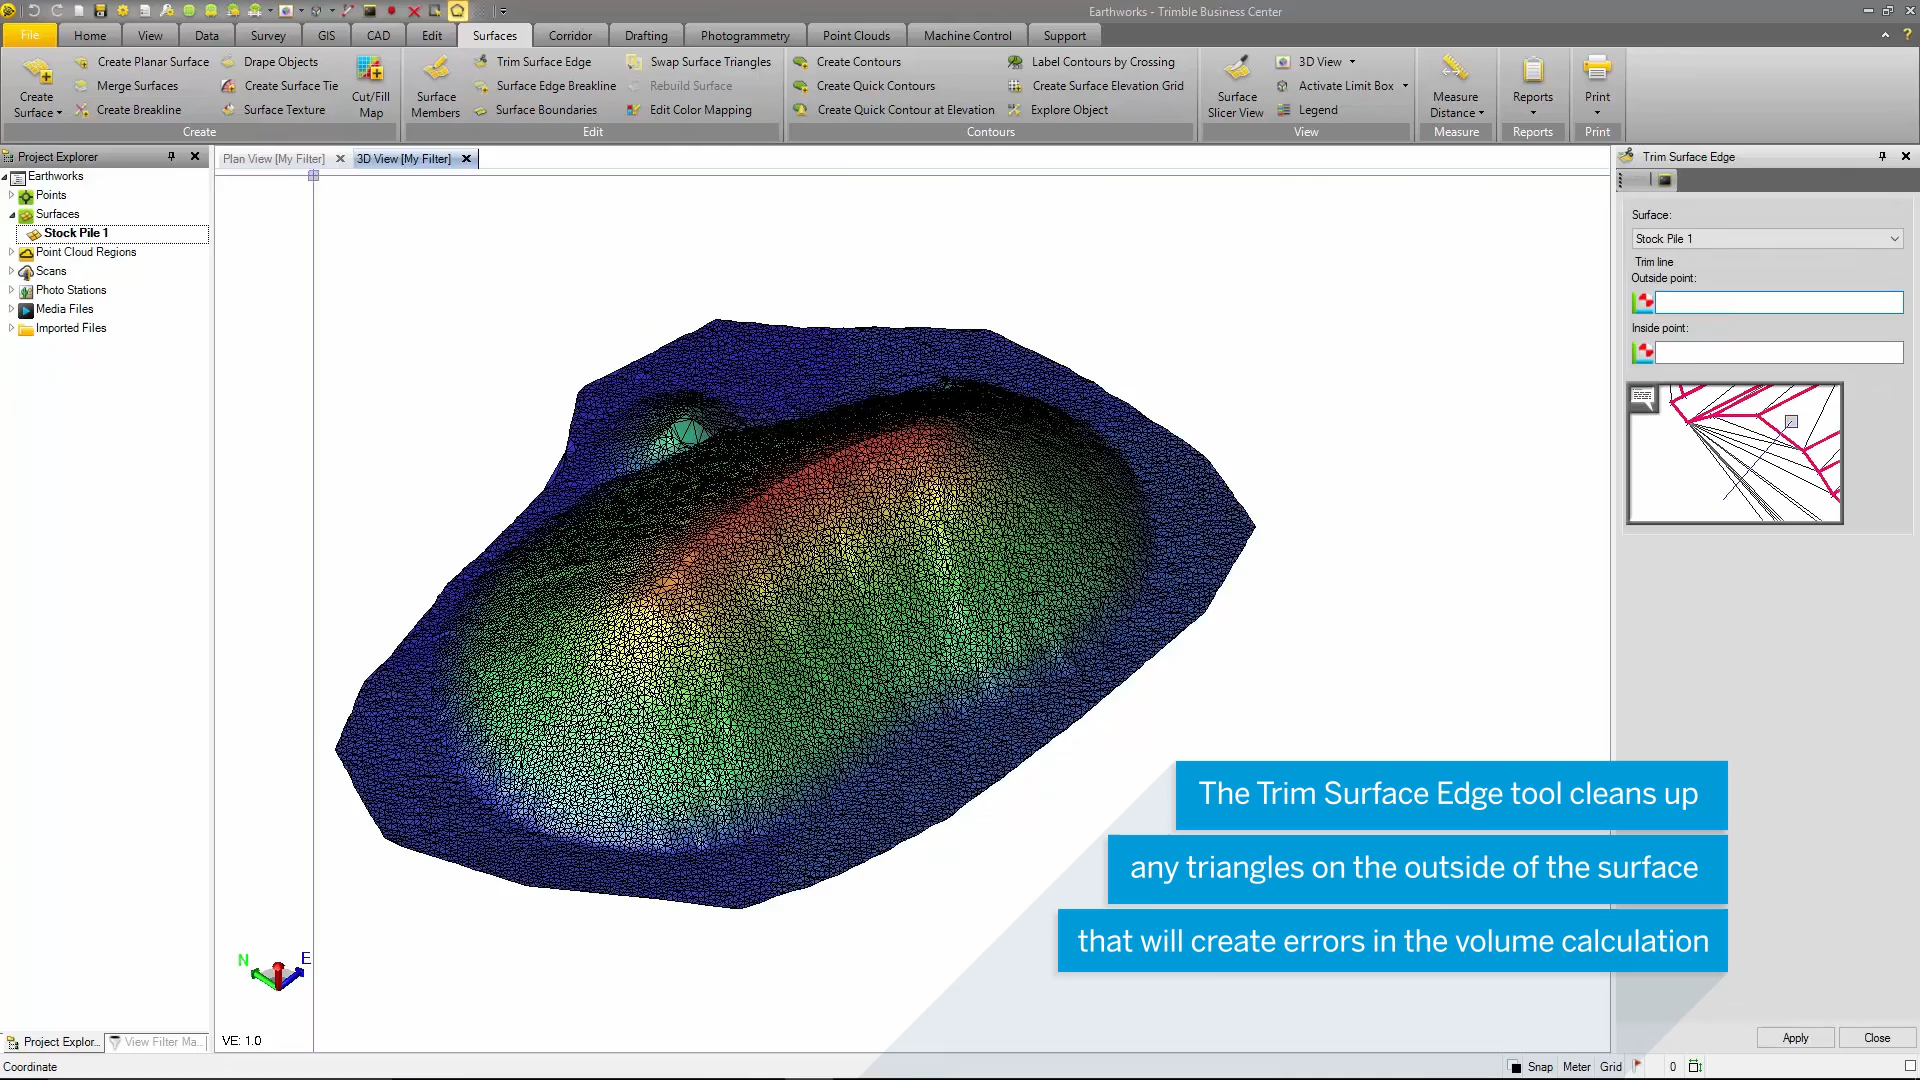 Earthworks - Trimble Business Center
File Home View Data Survey GIS CAD Edit Surfaces Corridor Drafting Photogrammetry Point Clouds Machine Control Support
Create Surface
Create Planar Surface
Merge Surfaces
Create Breakline
Drape Objects
Create Surface Tie
Surface Texture
Cut/Fill Map
Create
Surface Members
Trim Surface Edge
Surface Edge Breakline
Surface Boundaries
Swap Surface Triangles
Rebuild Surface
Edit Color Mapping
Edit
Create Contours
Create Quick Contours
Create Quick Contour at Elevation
Label Contours by Crossing
Create Surface Elevation Grid
Explore Object
Contours
Surface Slicer View
3D View
Activate Limit Box
Legend
View
Measure Distance
Measure
Reports
Reports
Print
Print
Project Explorer
Earthworks
Points
Surfaces
Stock Pile 1
Point Cloud Regions
Scans
Photo Stations
Media Files
Imported Files
Plan View [My Filter]
3D View [My Filter]
N
E
VE: 1.0
Trim Surface Edge
Surface:
Stock Pile 1
Trim line
Outside point:
Inside point:
The Trim Surface Edge tool cleans up
any triangles on the outside of the surface
that will create errors in the volume calculation
Apply
Close
Project Explor...
View Filter Ma...
Coordinate
Snap Meter Grid 0